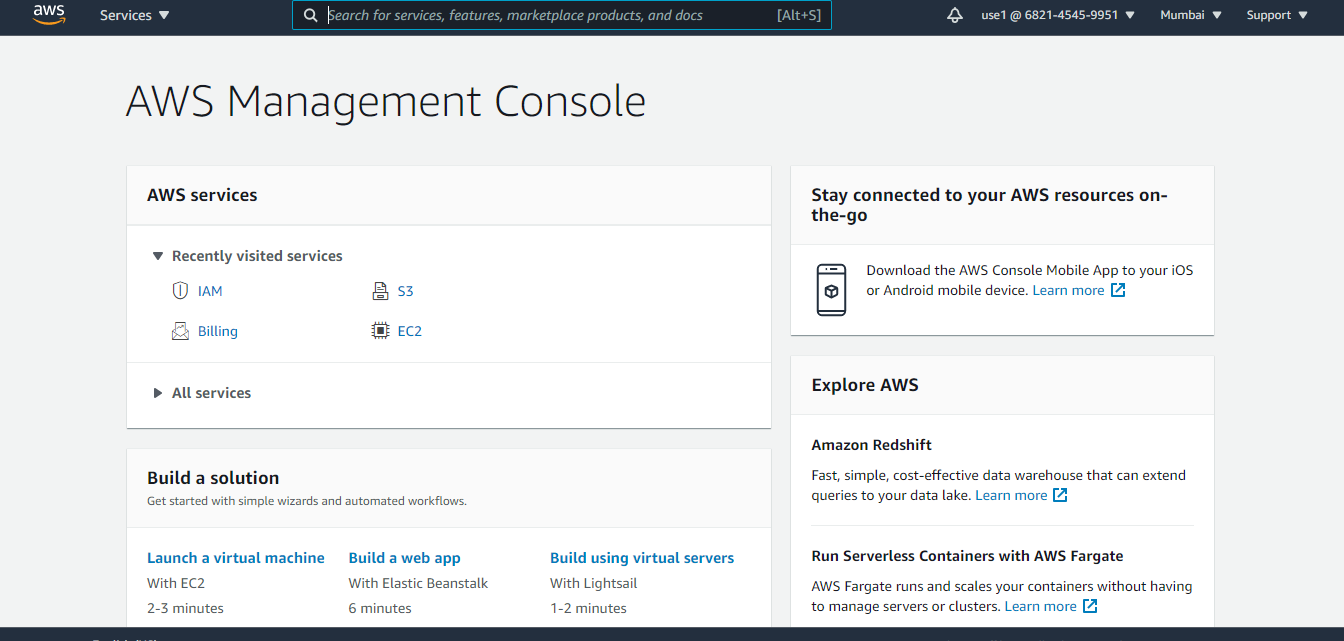 aws
Services
Search for services, features, marketplace products, and docs [Alt+S]
use1 @ 6821-4545-9951
Mumbai
Support
AWS Management Console
AWS services
Recently visited services
IAM
S3
Billing
EC2
All services
Build a solution
Get started with simple wizards and automated workflows.
Launch a virtual machine
With EC2
2-3 minutes
Build a web app
With Elastic Beanstalk
6 minutes
Build using virtual servers
With Lightsail
1-2 minutes
Stay connected to your AWS resources on-
the-go
Download the AWS Console Mobile App to your iOS
or Android mobile device. Learn more
Explore AWS
Amazon Redshift
Fast, simple, cost-effective data warehouse that can extend
queries to your data lake. Learn more
Run Serverless Containers with AWS Fargate
AWS Fargate runs and scales your containers without having
to manage servers or clusters. Learn more